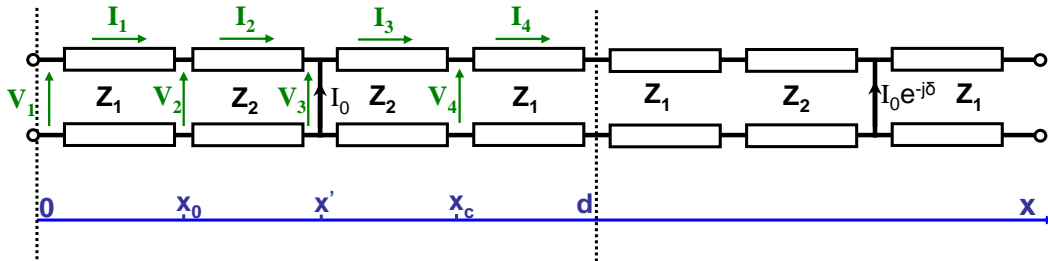 I₁ I₂ I₃ I₄
V₁ Z₁ V₂ Z₂ V₃ I₀ Z₂ V₄ Z₁ Z₁ Z₂ I₀e⁻ʲᵟ Z₁
0 x₀ x' x꜀ d x